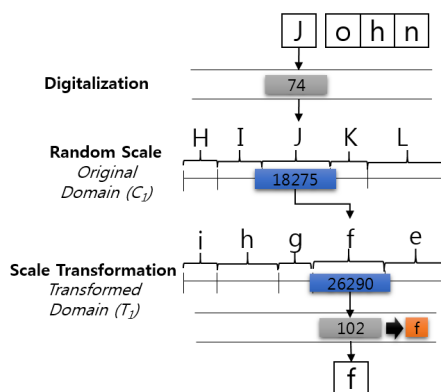 J o h n
Digitalization
74
H I J K L
Random Scale
Original
Domain (C₁)
18275
i h g f e
Scale Transformation
Transformed
Domain (T₁)
26290
102 f
f